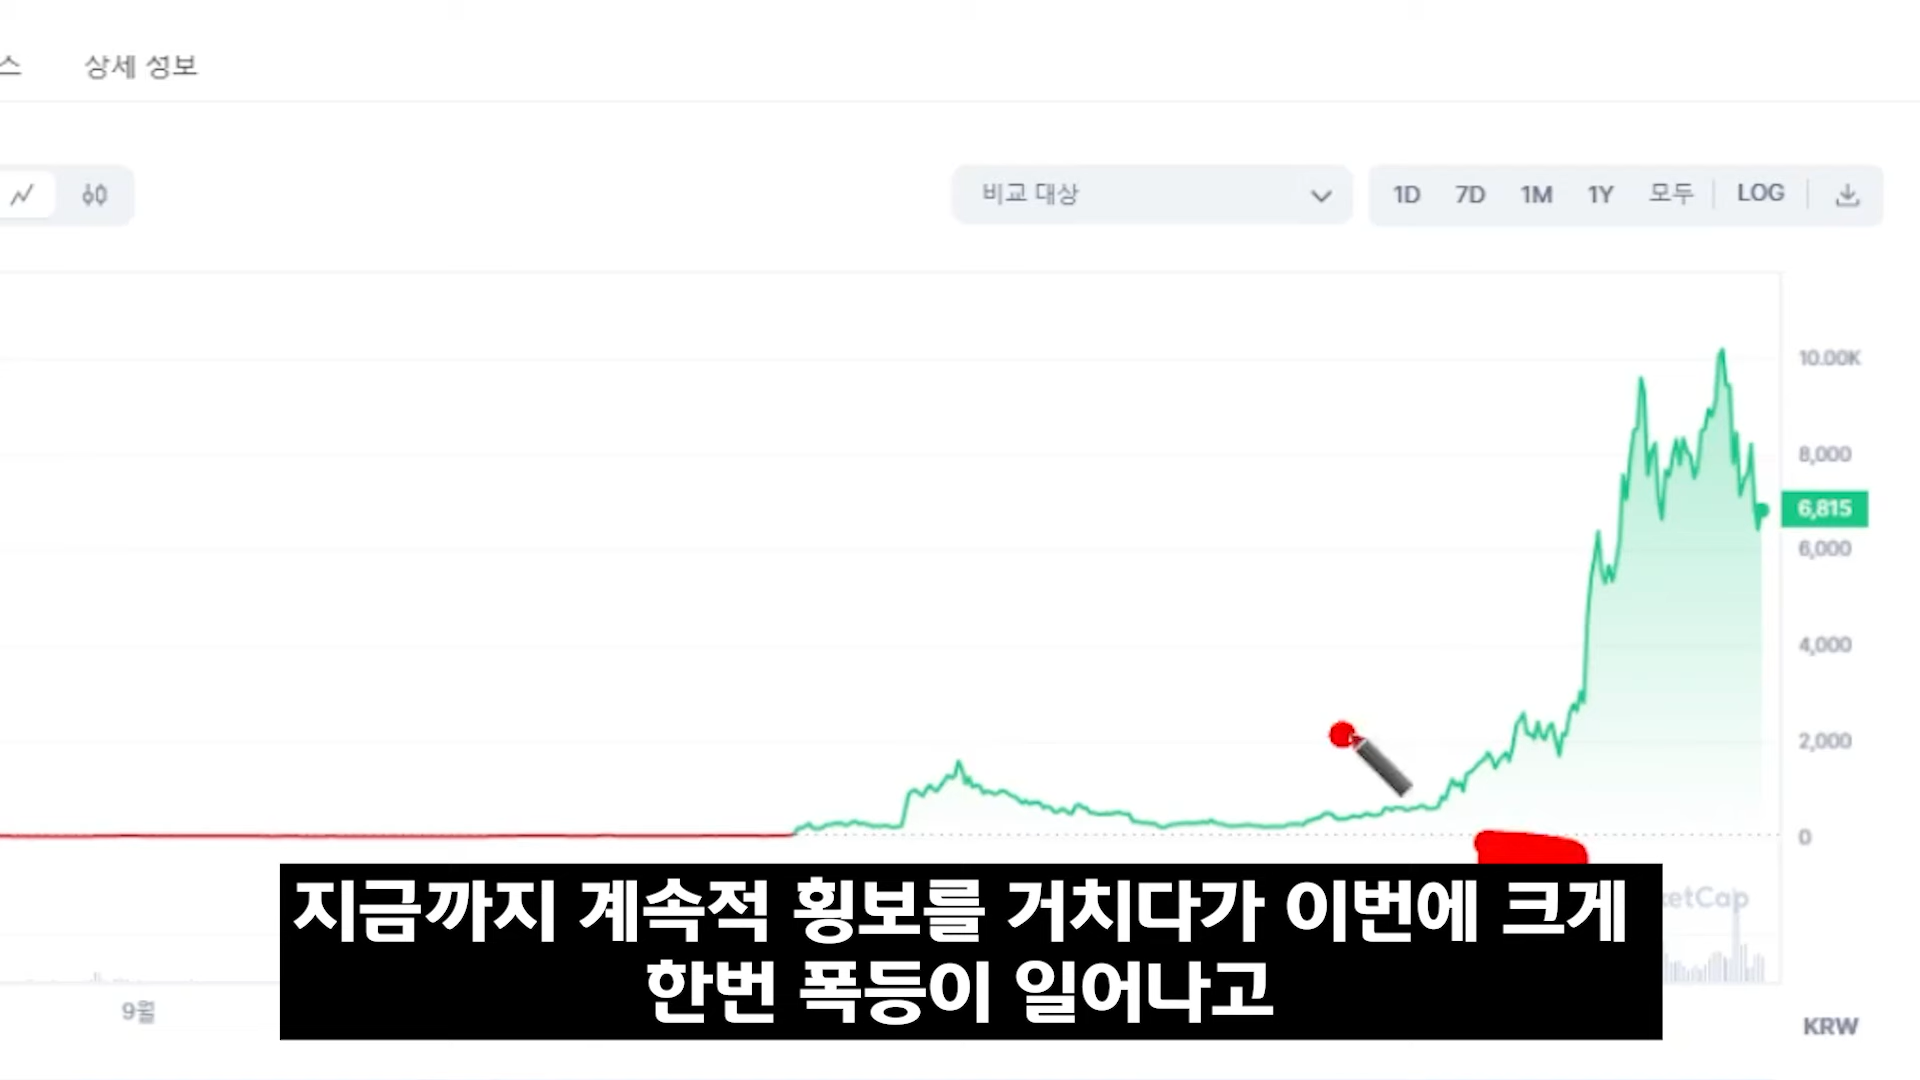 스 상세 성보
비교 대상 1D 7D 1M 1Y 모두 LOG
10.00K
8,000
6,815
6,000
4,000
2,000
0
지금까지 계속적 횡보를 거치다가 이번에 크게
한번 폭등이 일어나고
etCap
9월
KRW